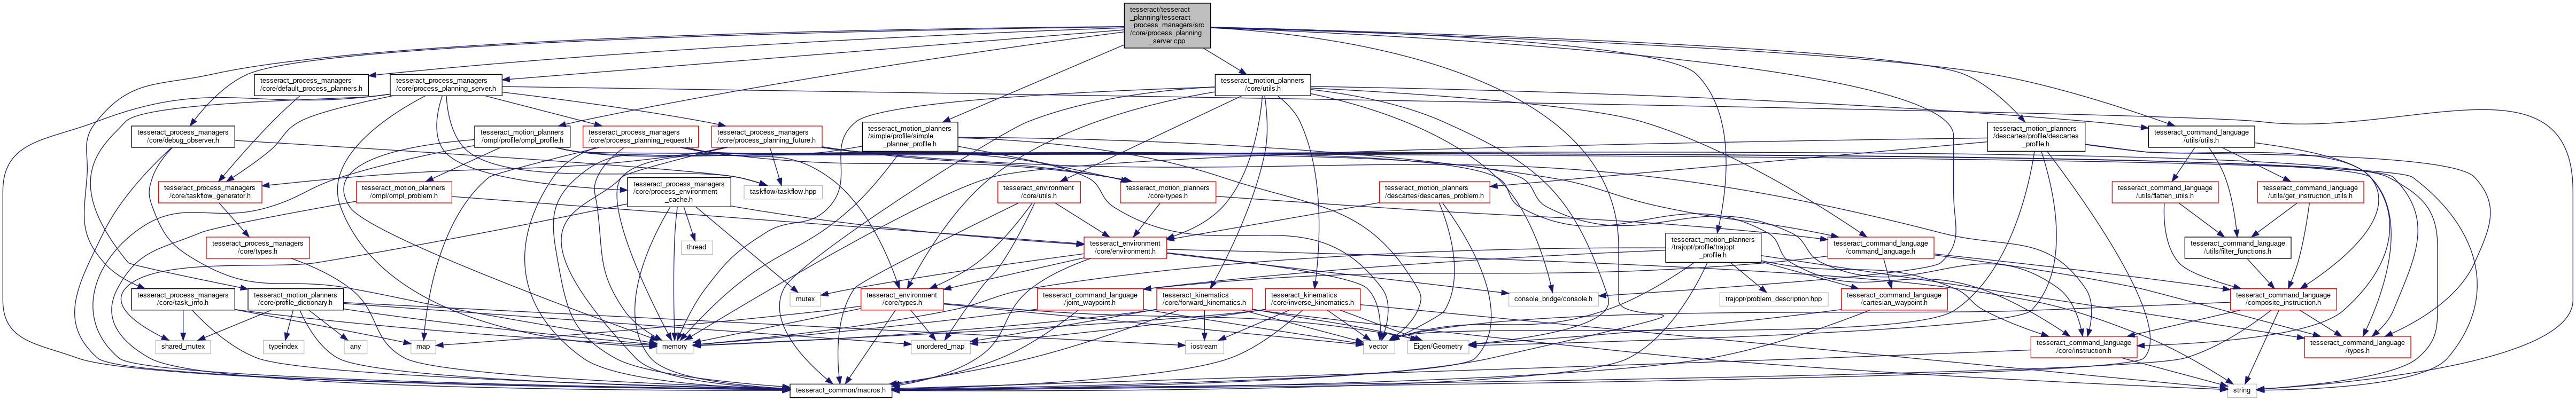 tesseract/tesseract
_planning/tesseract
_process_managers/src
/core/process_planning
_server.cpp
tesseract_process_managers
/core/default_process_planners.h
tesseract_process_managers
/core/process_planning_server.h
tesseract_motion_planners
/core/utils.h
tesseract_process_managers
/core/debug_observer.h
tesseract_motion_planners
/ompl/profile/ompl_profile.h
tesseract_process_managers
/core/process_planning_request.h
tesseract_process_managers
/core/process_planning_future.h
tesseract_motion_planners
/simple/profile/simple
_planner_profile.h
tesseract_motion_planners
/descartes/profile/descartes
_profile.h
tesseract_command_language
/utils/utils.h
tesseract_process_managers
/core/taskflow_generator.h
tesseract_motion_planners
/ompl/ompl_problem.h
tesseract_process_managers
/core/process_environment
_cache.h
taskflow/taskflow.hpp
tesseract_environment
/core/utils.h
tesseract_motion_planners
/core/types.h
tesseract_motion_planners
/descartes/descartes_problem.h
tesseract_command_language
/utils/flatten_utils.h
tesseract_command_language
/utils/get_instruction_utils.h
tesseract_process_managers
/core/types.h
thread
tesseract_environment
/core/environment.h
tesseract_motion_planners
/trajopt/profile/trajopt
_profile.h
tesseract_command_language
/command_language.h
tesseract_command_language
/utils/filter_functions.h
tesseract_process_managers
/core/task_info.h
tesseract_motion_planners
/core/profile_dictionary.h
mutex
tesseract_environment
/core/types.h
tesseract_command_language
/joint_waypoint.h
tesseract_kinematics
/core/forward_kinematics.h
tesseract_kinematics
/core/inverse_kinematics.h
console_bridge/console.h
trajopt/problem_description.hpp
tesseract_command_language
/cartesian_waypoint.h
tesseract_command_language
/composite_instruction.h
shared_mutex
typeindex
any
map
memory
unordered_map
iostream
vector
Eigen/Geometry
tesseract_command_language
/core/instruction.h
tesseract_command_language
/types.h
tesseract_common/macros.h
string